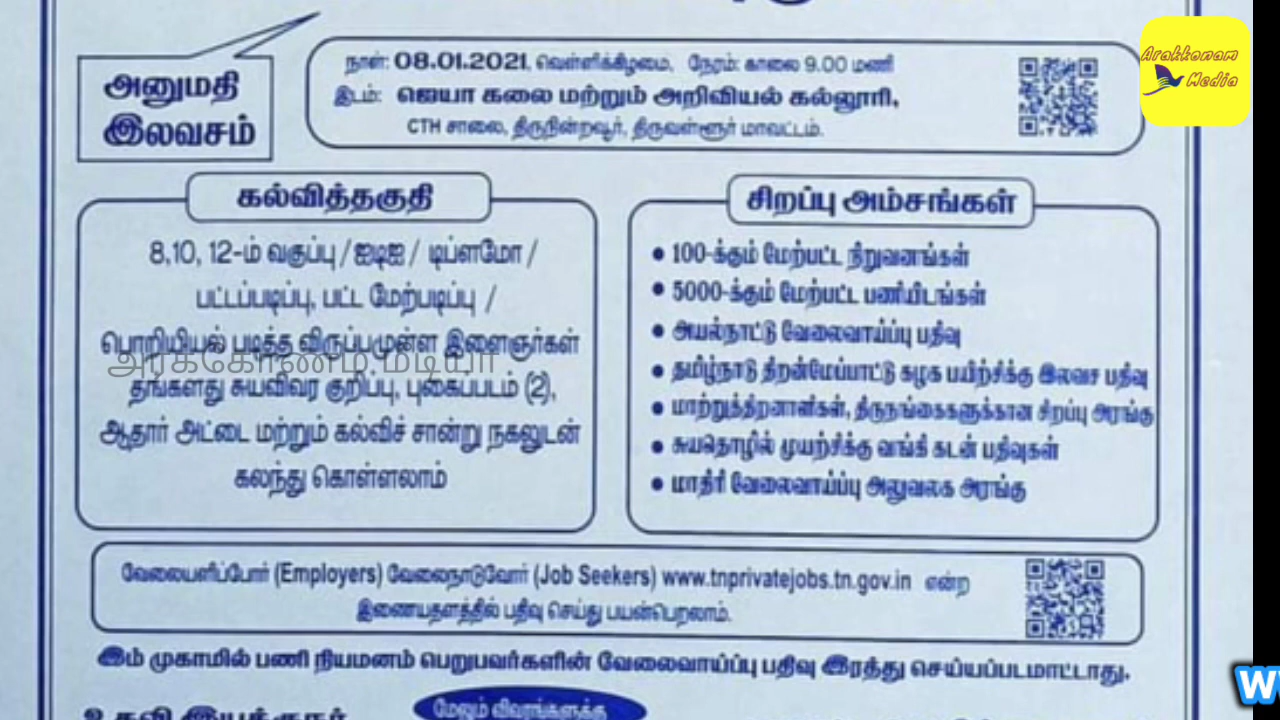 அனுமதி
இலவசம்
நாள்: 08.01.2021, வெள்ளிக்கிழமை, நேரம்: காலை 9.00 மணி
இடம்: ஜெயா கலை மற்றும் அறிவியல் கல்லூரி,
CTH சாலை, திருநின்றவூர், திருவள்ளூர் மாவட்டம்.
Arakkonam
Media
கல்வித்தகுதி
8,10, 12-ம் வகுப்பு / ஐடிஐ / டிப்ளமோ /
பட்டப்படிப்பு, பட்ட மேற்படிப்பு /
பொறியியல் படித்த விருப்பமுள்ள இளைஞர்கள்
அரக்கோணம் மீடியா
தங்களது சுயவிவர குறிப்பு, புகைப்படம் (2),
ஆதார் அட்டை மற்றும் கல்விச் சான்று நகலுடன்
கலந்து கொள்ளலாம்
சிறப்பு அம்சங்கள்
• 100-க்கும் மேற்பட்ட நிறுவனங்கள்
• 5000-க்கும் மேற்பட்ட பணியிடங்கள்
• அயல்நாட்டு வேலைவாய்ப்பு பதிவு
• தமிழ்நாடு திறன்மேப்பாட்டு கழக பயிற்சிக்கு இலவச பதிவு
• மாற்றுத்திறனாளிகள், திருநங்கைகளுக்கான சிறப்பு அரங்கு
• சுயதொழில் முயற்சிக்கு வங்கி கடன் பதிவுகள்
• மாதிரி வேலைவாய்ப்பு அலுவலக அரங்கு
வேலையளிப்போர் (Employers) வேலைநாடுவோர் (Job Seekers) www.tnprivatejobs.tn.gov.in என்ற
இணையதளத்தில் பதிவு செய்து பயன்பெறலாம்.
இம் முகாமில் பணி நியமனம் பெறுபவர்களின் வேலைவாய்ப்பு பதிவு இரத்து செய்யப்படமாட்டாது.
மேலும் விவரங்களுக்கு